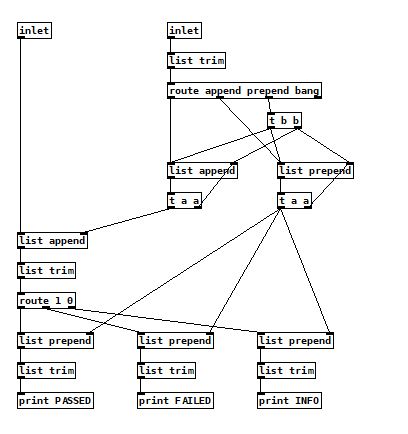 inlet inlet
list trim
route append prepend bang
t b b
list append list prepend
t a a t a a
list append
list trim
route 1 0
list prepend list prepend list prepend
list trim list trim list trim
print PASSED print FAILED print INFO